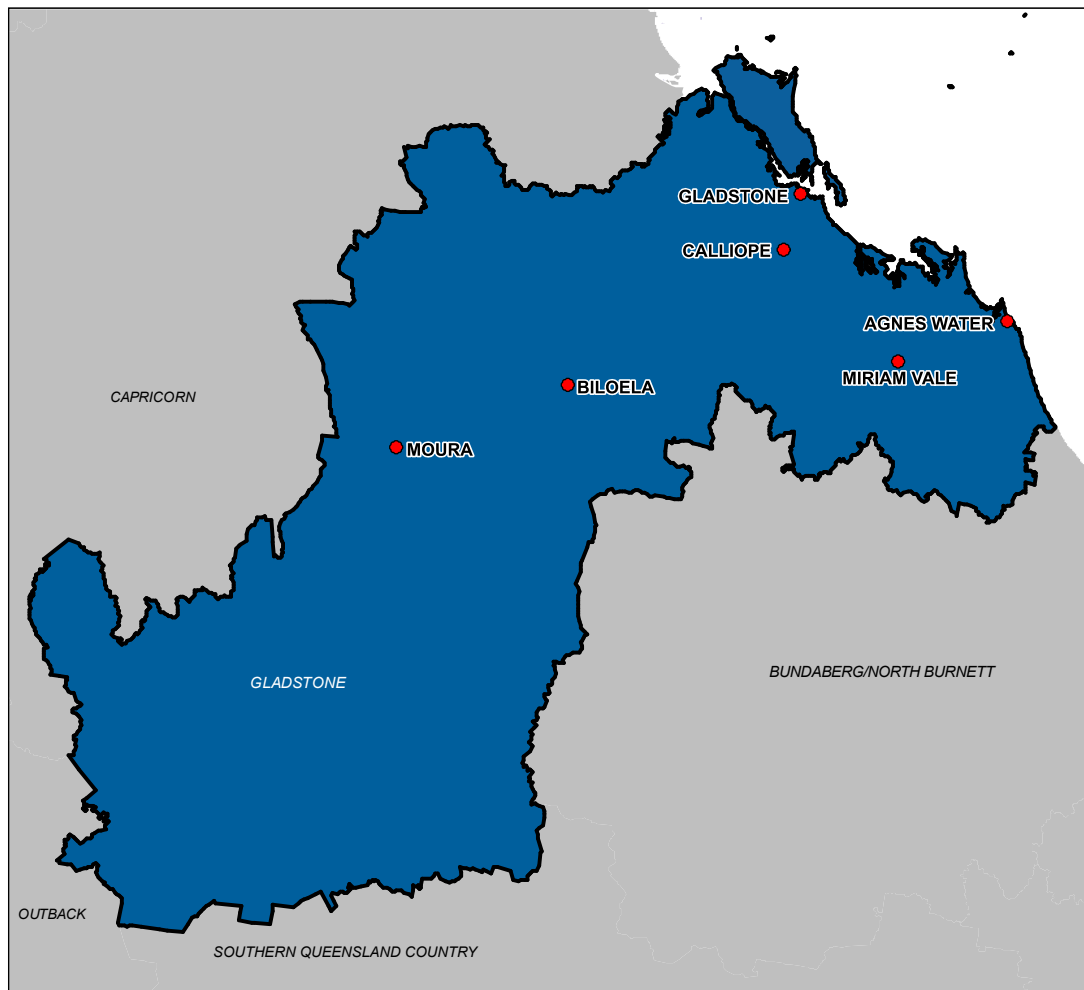 GLADSTONE
CALLIOPE
AGNES WATER
MIRIAM VALE
BILOELA
CAPRICORN
MOURA
BUNDABERG/NORTH BURNETT
GLADSTONE
OUTBACK
SOUTHERN QUEENSLAND COUNTRY